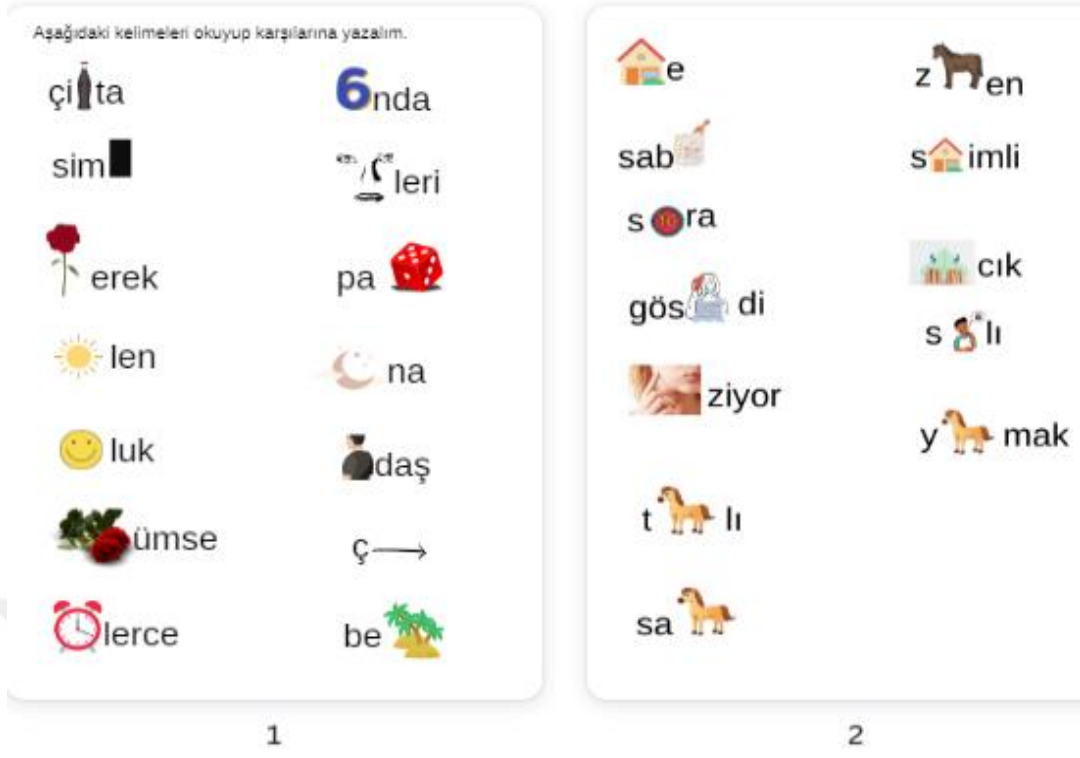 Aşağıdaki kelimeleri okuyup karşılarına yazalım.
çi ta
sim
erek
len
luk
ümse
lerce
6nda
leri
pa
na
daş
ç→
be
1
e
sab
s 10 ra
gös di
ziyor
t lı
sa
z en
s imli
cık
s lı
y mak
2